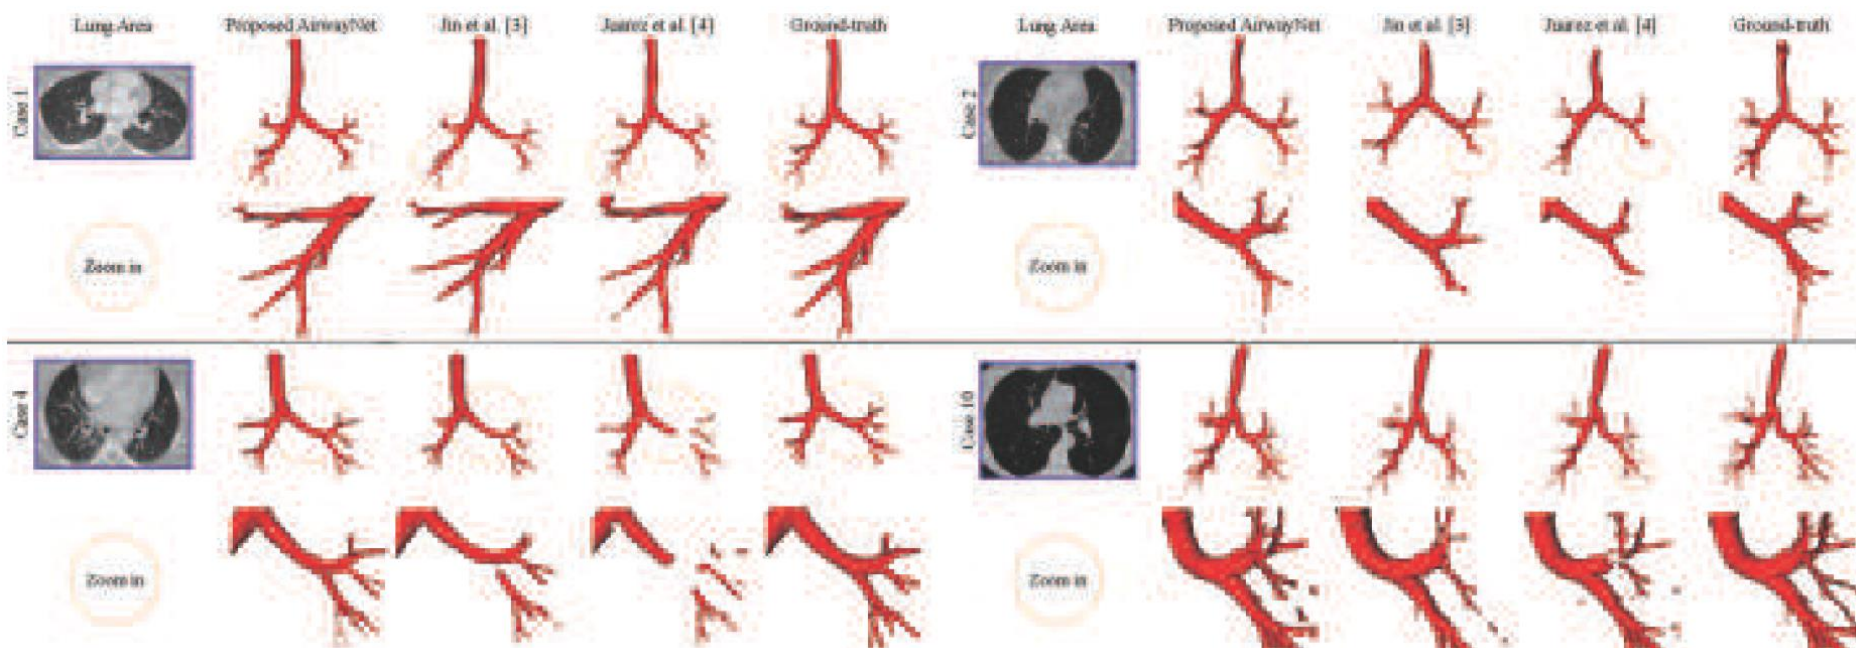 Lung Area Proposed AirwayNet Jin et al. [3] Juarez et al. [4] Ground-truth
Case 1
Zoom in
Lung Area Proposed AirwayNet Jin et al. [3] Juarez et al. [4] Ground-truth
Case 2
Zoom in
Case 4
Zoom in
Case 10
Zoom in